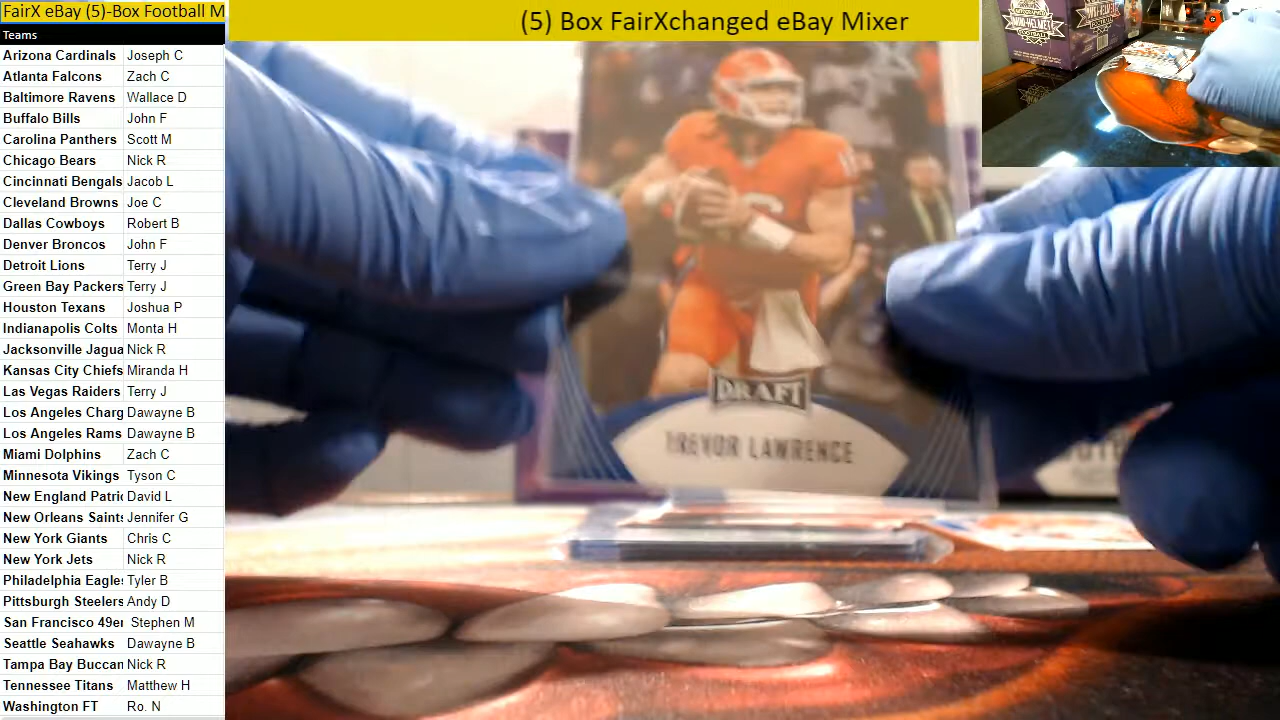 FairX eBay (5)-Box Football M
Teams
Arizona Cardinals Joseph C
Atlanta Falcons Zach C
Baltimore Ravens Wallace D
Buffalo Bills John F
Carolina Panthers Scott M
Chicago Bears Nick R
Cincinnati Bengals Jacob L
Cleveland Browns Joe C
Dallas Cowboys Robert B
Denver Broncos John F
Detroit Lions Terry J
Green Bay Packers Terry J
Houston Texans Joshua P
Indianapolis Colts Monta H
Jacksonville Jagua Nick R
Kansas City Chiefs Miranda H
Las Vegas Raiders Terry J
Los Angeles Charg Dawayne B
Los Angeles Rams Dawayne B
Miami Dolphins Zach C
Minnesota Vikings Tyson C
New England Patri David L
New Orleans Saints Jennifer G
New York Giants Chris C
New York Jets Nick R
Philadelphia Eagle Tyler B
Pittsburgh Steelers Andy D
San Francisco 49e Stephen M
Seattle Seahawks Dawayne B
Tampa Bay Buccan Nick R
Tennessee Titans Matthew H
Washington FT Ro. N
(5) Box FairXchanged eBay Mixer
DRAFT
TREVOR LAWRENCE
MINI-HELMET